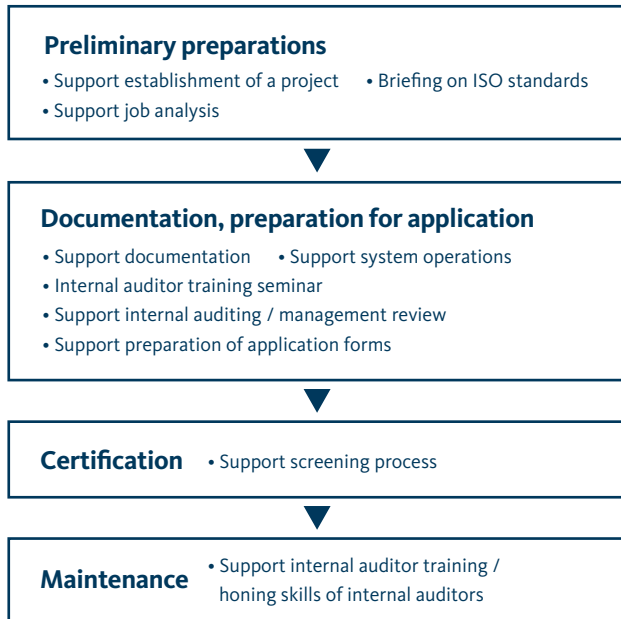 Preliminary preparations
• Support establishment of a project • Briefing on ISO standards
• Support job analysis
Documentation, preparation for application
• Support documentation • Support system operations
• Internal auditor training seminar
• Support internal auditing / management review
• Support preparation of application forms
Certification • Support screening process
Maintenance • Support internal auditor training /
honing skills of internal auditors